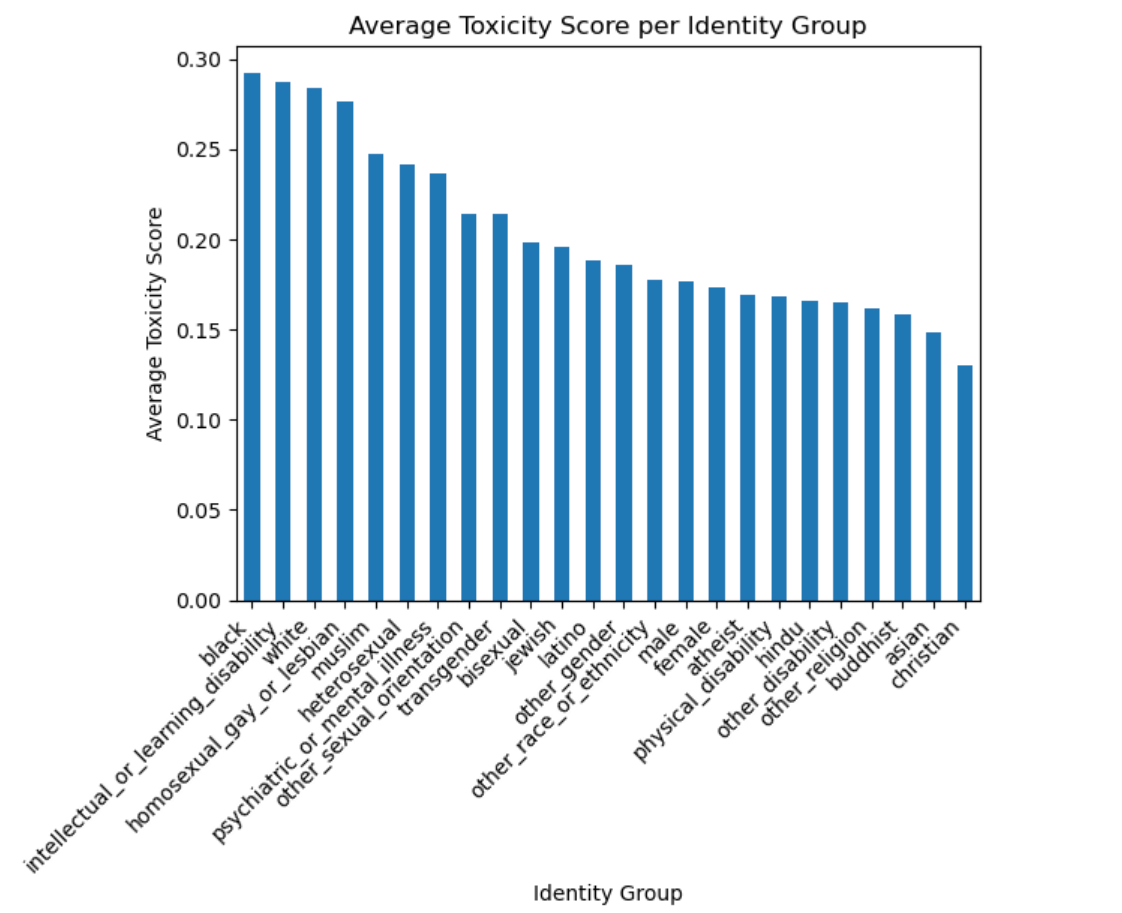 Average Toxicity Score per Identity Group
Average Toxicity Score
0.30
0.25
0.20
0.15
0.10
0.05
0.00
black
intellectual_or_learning_disability
white
homosexual_gay_or_lesbian
muslim
heterosexual
psychiatric_or_mental_illness
other_sexual_orientation
transgender
bisexual
jewish
latino
other_gender
other_race_or_ethnicity
male
female
atheist
physical_disability
hindu
other_disability
other_religion
buddhist
asian
christian
Identity Group